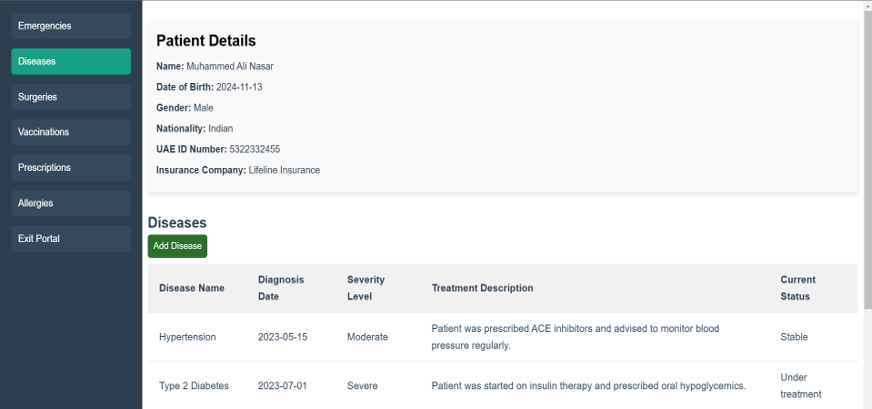 Emergencies
Diseases
Surgeries
Vaccinations
Prescriptions
Allergies
Exit Portal
Patient Details
Name: Muhammed Ali Nasar
Date of Birth: 2024-11-13
Gender: Male
Nationality: Indian
UAE ID Number: 5322332455
Insurance Company: Lifeline Insurance
Diseases
Add Disease
Disease Name
Diagnosis
Date
Severity
Level
Treatment Description
Current
Status
Hypertension
2023-05-15
Moderate
Patient was prescribed ACE inhibitors and advised to monitor blood
pressure regularly.
Stable
Type 2 Diabetes
2023-07-01
Severe
Patient was started on insulin therapy and prescribed oral hypoglycemics.
Under
treatment